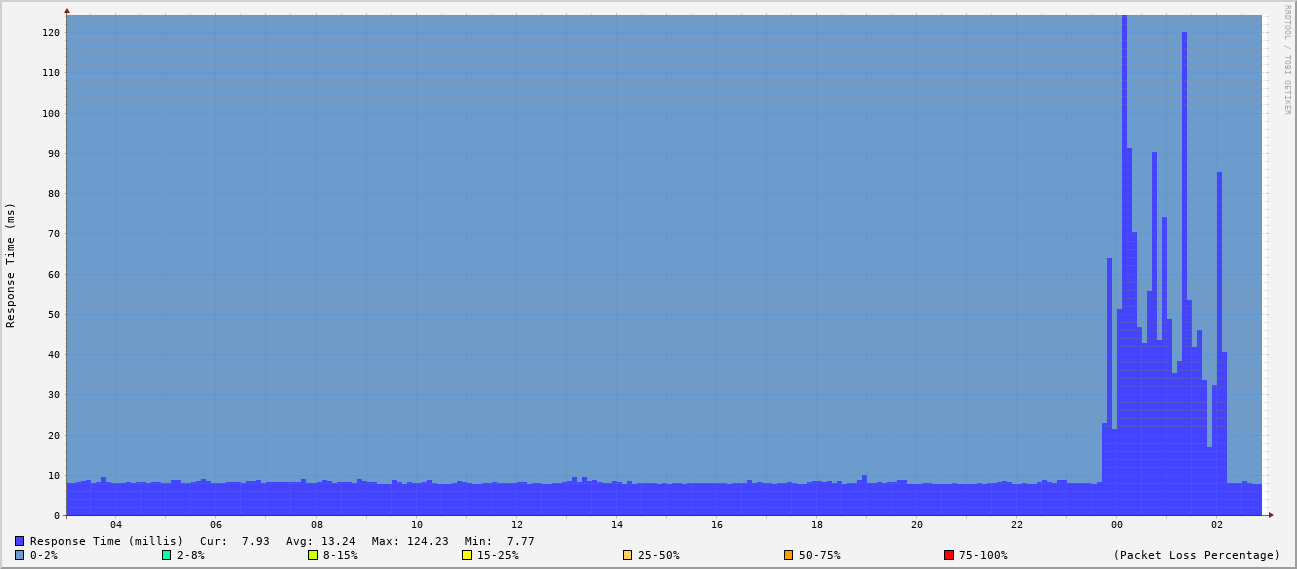 RRDTOOL / TOBI OETIKER
Response Time (ms)
120
110
100
90
80
70
60
50
40
30
20
10
0
04 06 08 10 12 14 16 18 20 22 00 02
Response Time (millis) Cur: 7.93 Avg: 13.24 Max: 124.23 Min: 7.77
0-2% 2-8% 8-15% 15-25% 25-50% 50-75% 75-100% (Packet Loss Percentage)